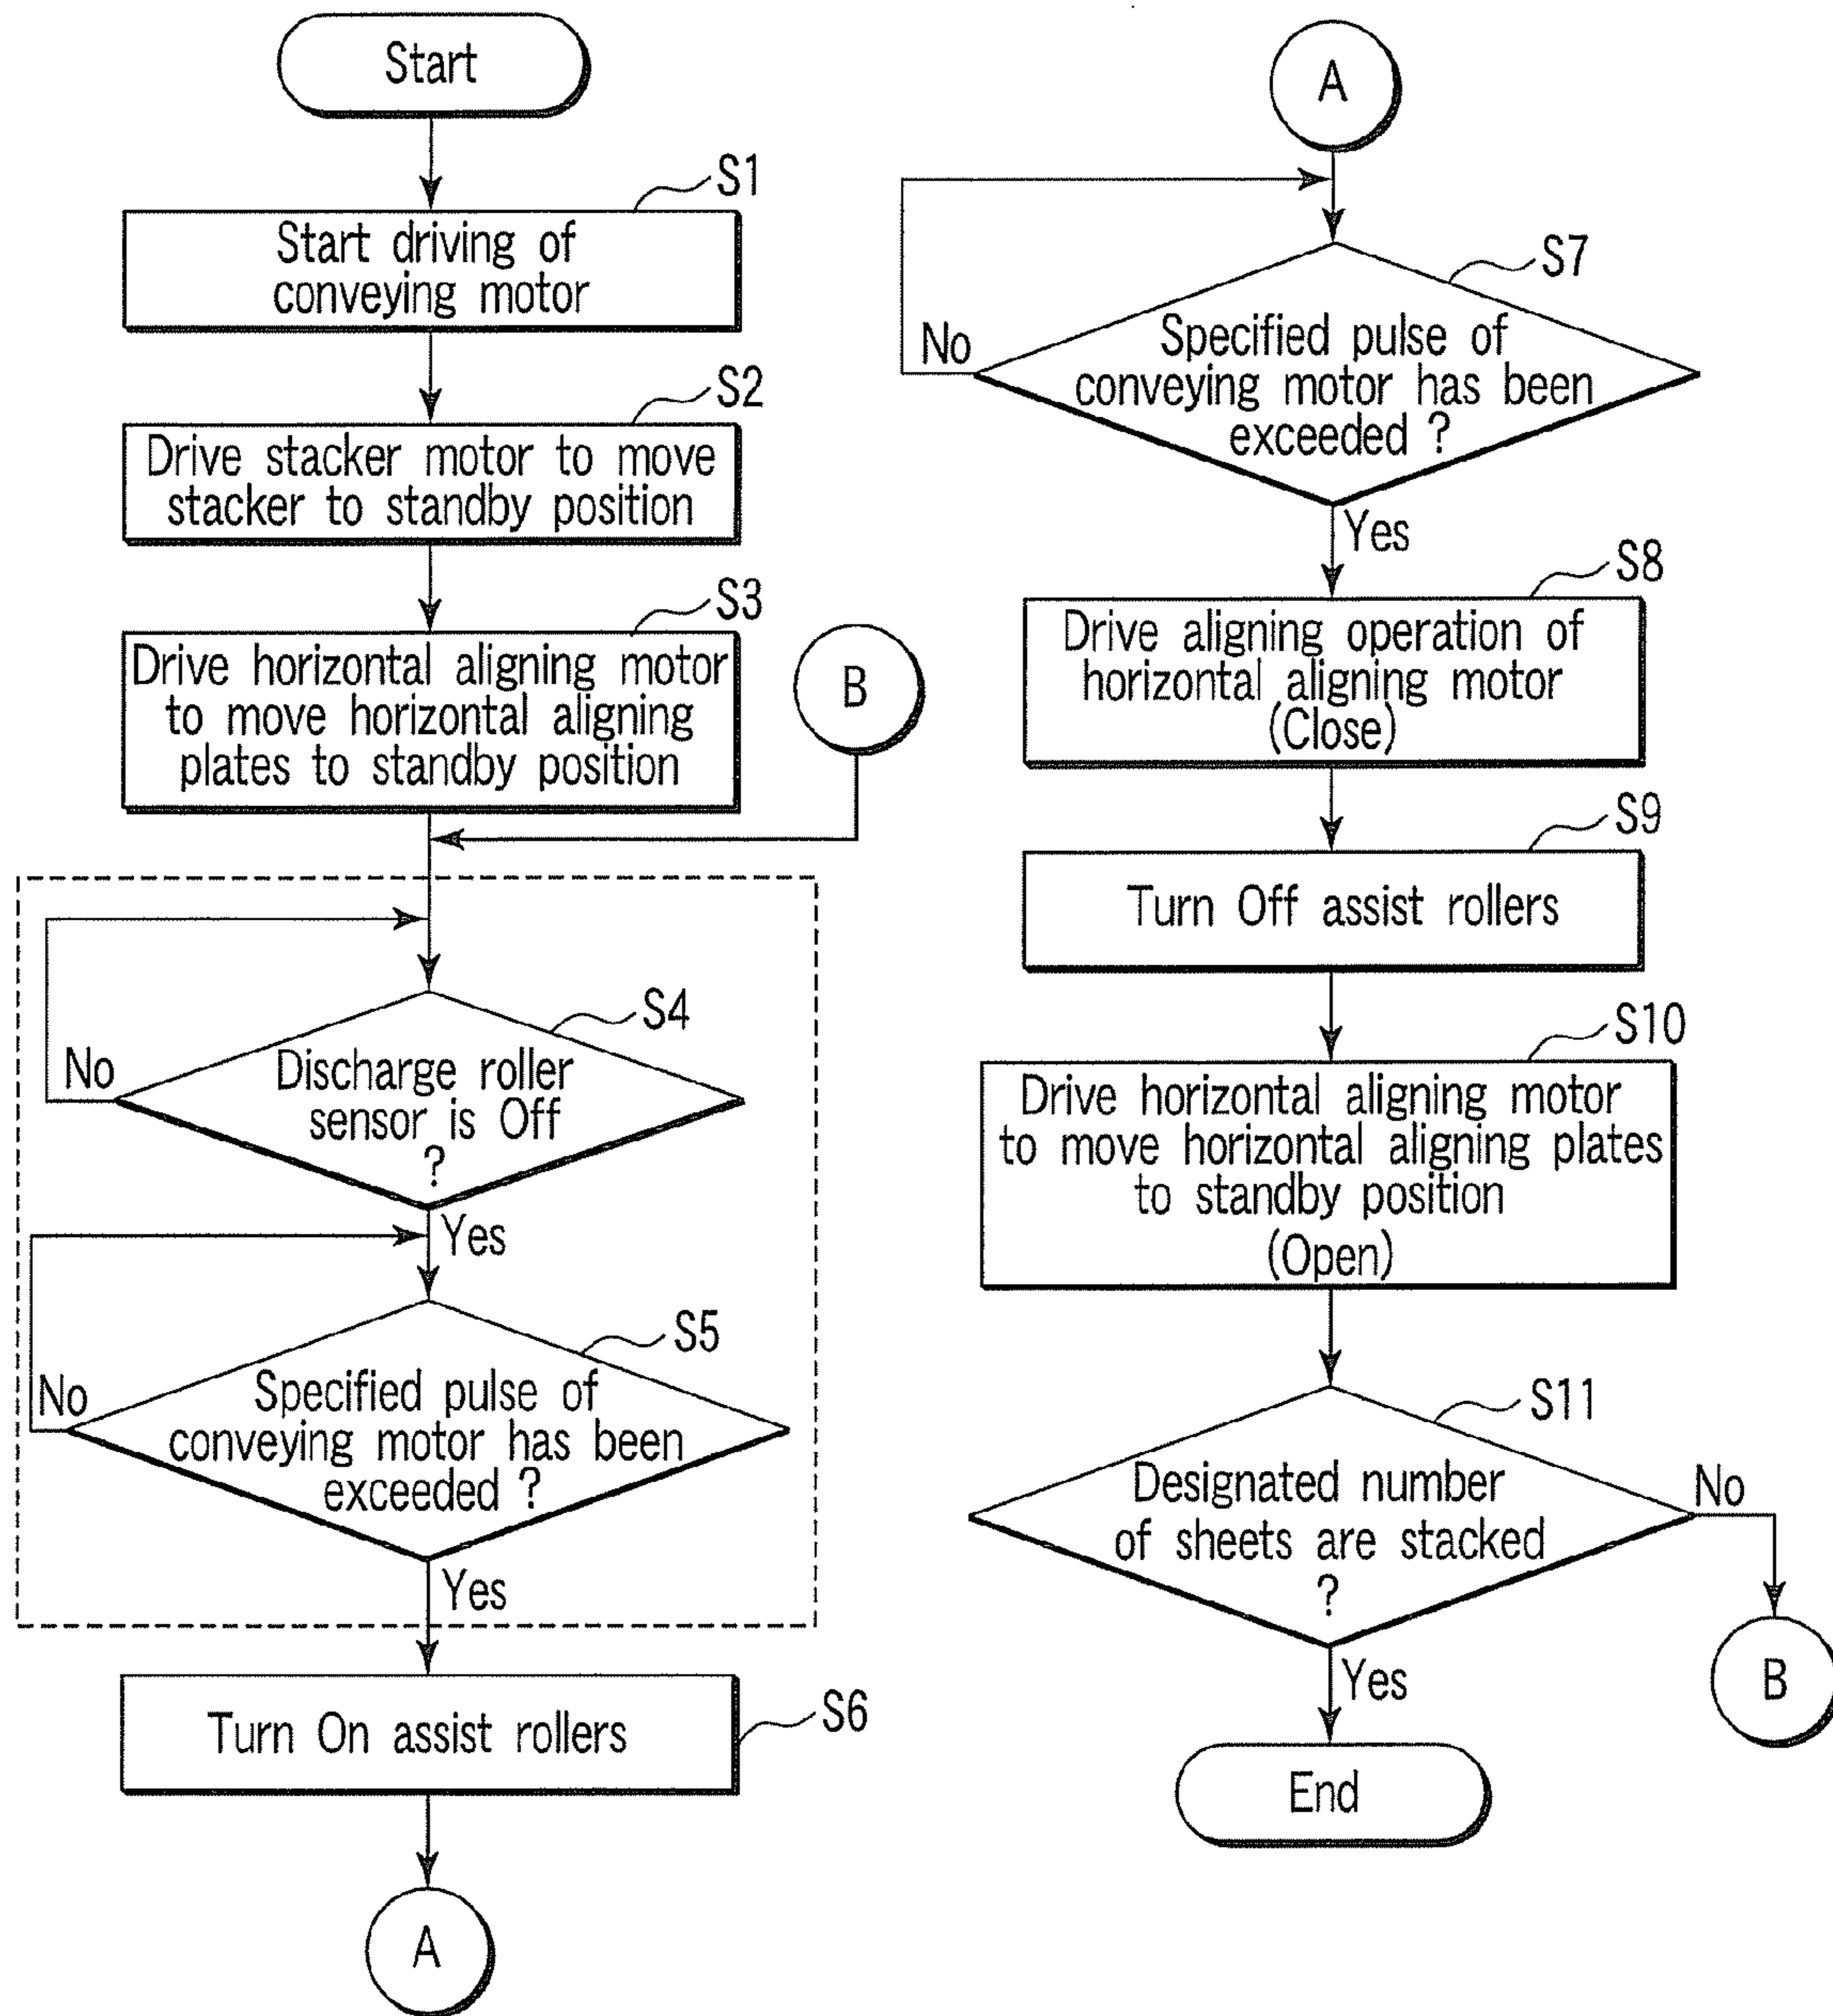 Start
S1
Start driving of
conveying motor
S2
Drive stacker motor to move
stacker to standby position
S3
Drive horizontal aligning motor
to move horizontal aligning
plates to standby position
B
S4
No
Discharge roller
sensor is Off
?
Yes
S5
No
Specified pulse of
conveying motor has been
exceeded ?
Yes
S6
Turn On assist rollers
A
A
S7
No
Specified pulse of
conveying motor has been
exceeded ?
Yes
S8
Drive aligning operation of
horizontal aligning motor
(Close)
S9
Turn Off assist rollers
S10
Drive horizontal aligning motor
to move horizontal aligning plates
to standby position
(Open)
S11
Designated number
of sheets are stacked
?
No
Yes
B
End